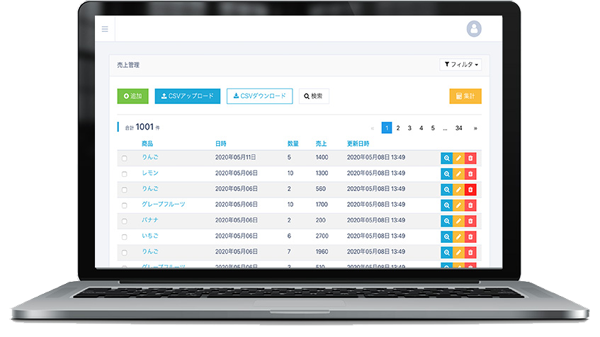 売上管理
フィルタ
追加 CSVアップロード CSVダウンロード 検索 集計
合計 1001 件
« 1 2 3 4 5 ... 34 »
商品 日時 数量 売上 更新日時
りんご 2020年05月11日 5 1400 2020年05月08日 13:49
レモン 2020年05月06日 10 1300 2020年05月08日 13:49
りんご 2020年05月06日 2 560 2020年05月08日 13:49
グレープフルーツ 2020年05月06日 10 1700 2020年05月08日 13:49
バナナ 2020年05月06日 2 200 2020年05月08日 13:49
いちご 2020年05月06日 6 2700 2020年05月08日 13:49
りんご 2020年05月06日 7 1960 2020年05月08日 13:49
グレープフルーツ 2020年05月06日 3 510 2020年05月08日 13:49